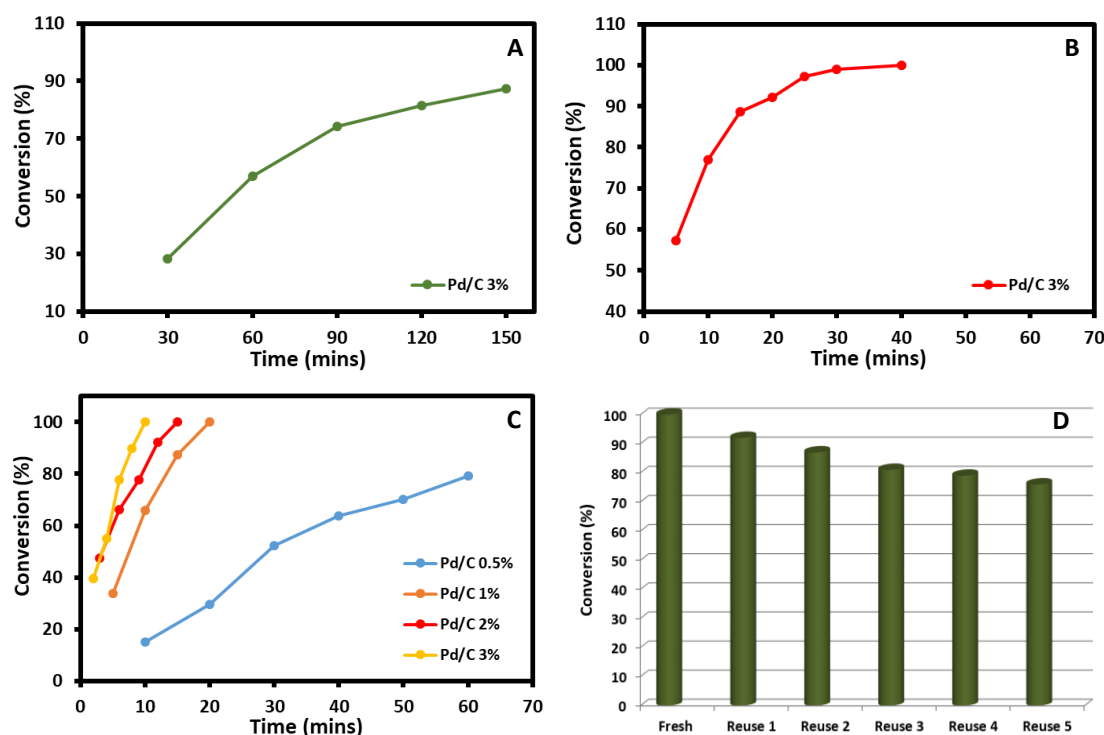 A
Conversion (%)
110
90
70
50
30
10
0 30 60 90 120 150
Time (mins)
Pd/C 3%
B
Conversion (%)
110
100
90
80
70
60
50
40
0 10 20 30 40 50 60 70
Time (mins)
Pd/C 3%
C
Conversion (%)
100
80
60
40
20
0
0 10 20 30 40 50 60 70
Time (mins)
Pd/C 0.5%
Pd/C 1%
Pd/C 2%
Pd/C 3%
D
Conversion (%)
100
90
80
70
60
50
40
30
20
10
0
Fresh Reuse 1 Reuse 2 Reuse 3 Reuse 4 Reuse 5